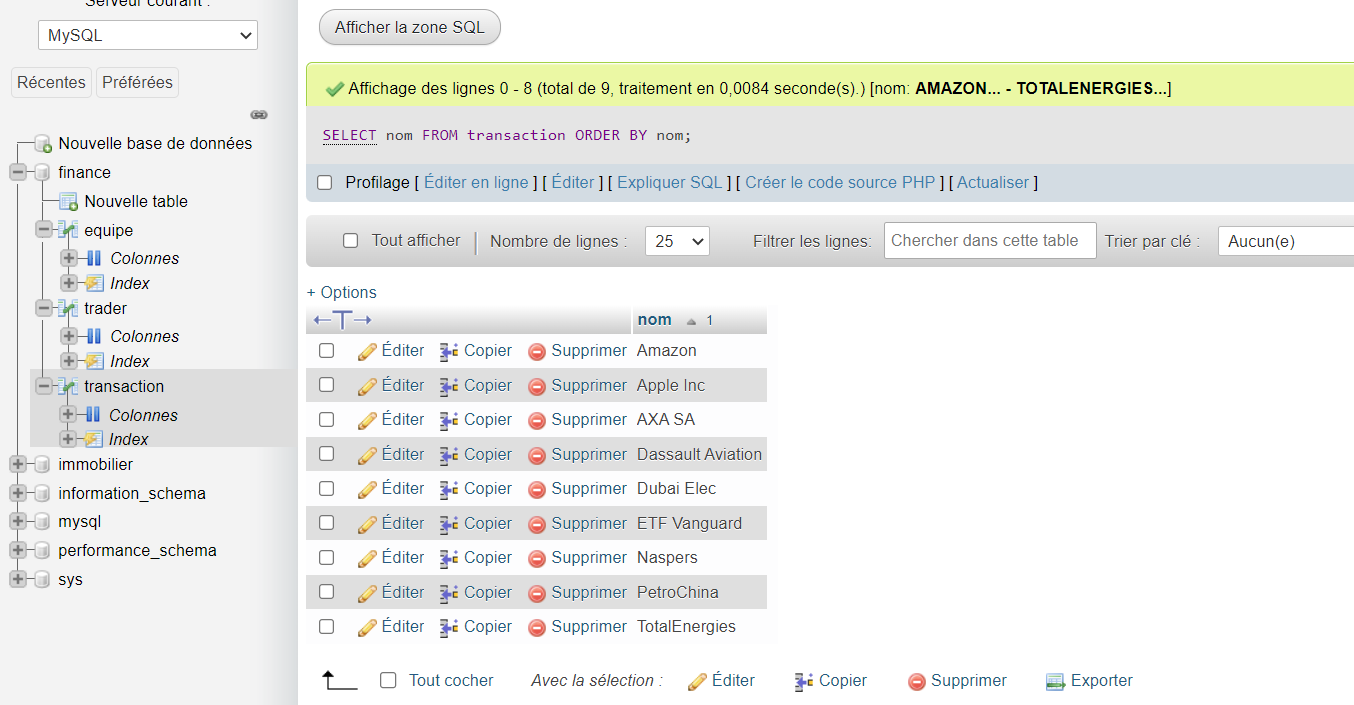 Serveur courant :
MySQL
Récentes Préférées
Nouvelle base de données
finance
Nouvelle table
equipe
Colonnes
Index
trader
Colonnes
Index
transaction
Colonnes
Index
immobilier
information_schema
mysql
performance_schema
sys
Afficher la zone SQL
Affichage des lignes 0 - 8 (total de 9, traitement en 0,0084 seconde(s).) [nom: AMAZON... - TOTALENERGIES...]
SELECT nom FROM transaction ORDER BY nom;
Profilage [ Éditer en ligne ] [ Éditer ] [ Expliquer SQL ] [ Créer le code source PHP ] [ Actualiser ]
Tout afficher Nombre de lignes : 25 Filtrer les lignes: Chercher dans cette table Trier par clé : Aucun(e)
+ Options
nom 1
Éditer Copier Supprimer Amazon
Éditer Copier Supprimer Apple Inc
Éditer Copier Supprimer AXA SA
Éditer Copier Supprimer Dassault Aviation
Éditer Copier Supprimer Dubai Elec
Éditer Copier Supprimer ETF Vanguard
Éditer Copier Supprimer Naspers
Éditer Copier Supprimer PetroChina
Éditer Copier Supprimer TotalEnergies
Tout cocher Avec la sélection : Éditer Copier Supprimer Exporter